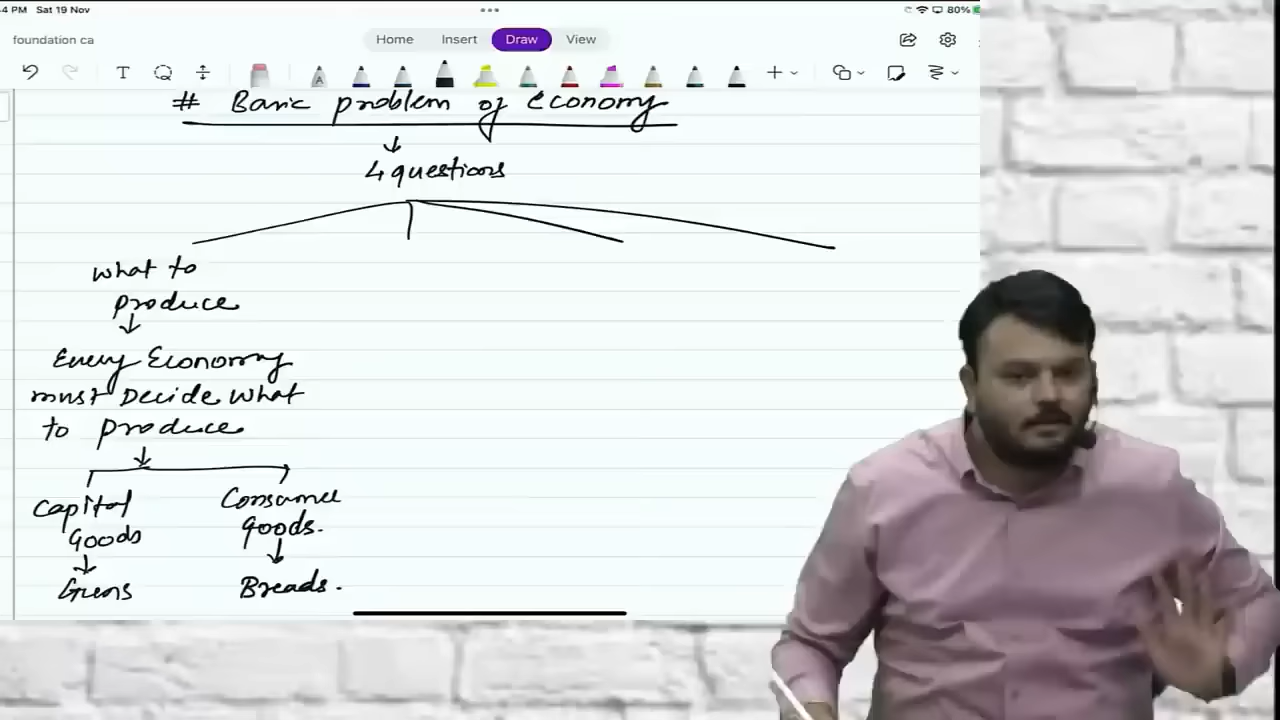 4 PM Sat 19 Nov
80%
foundation ca
Home Insert Draw View
# Basic problem of Economy
4 questions
What to
produce
Every Economy
must Decide What
to produce
Capital
Goods
Consumer
goods.
Guns
Breads.